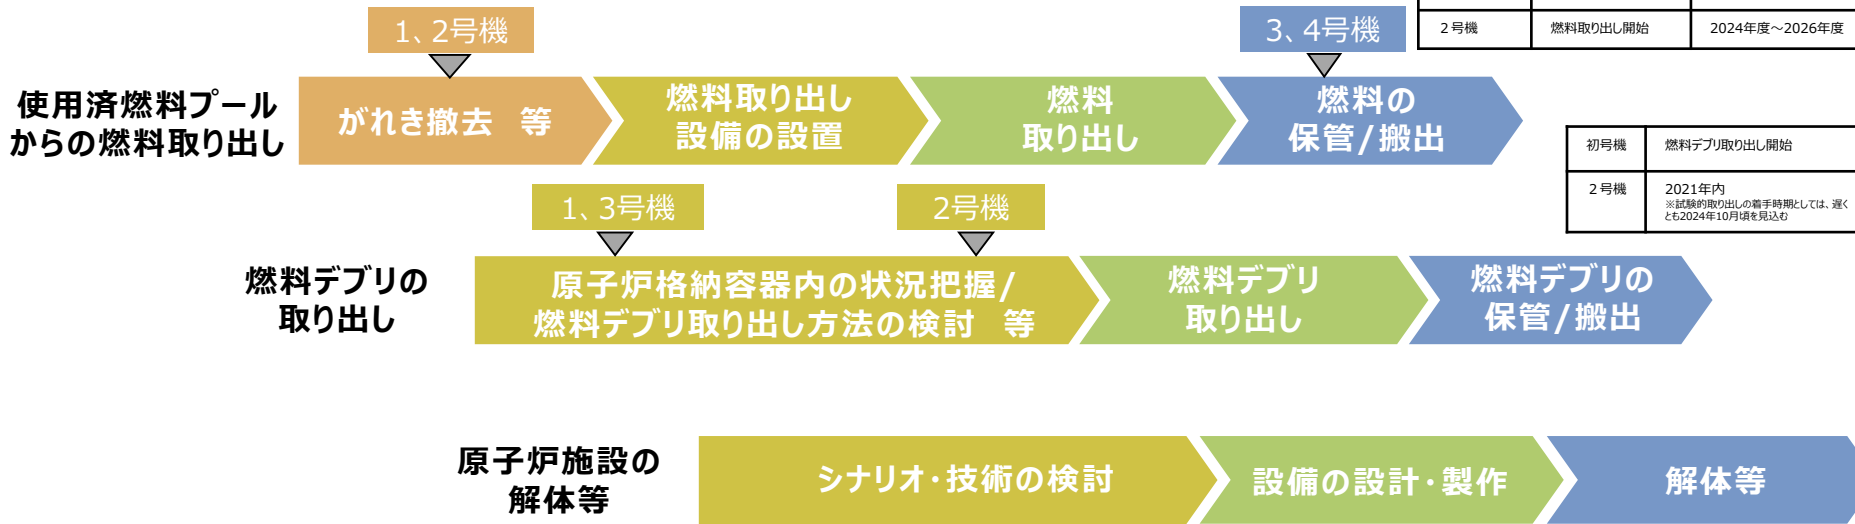 1、2号機
3、4号機
2号機
燃料取り出し開始
2024年度～2026年度
使用済燃料プール
からの燃料取り出し
がれき撤去 等
燃料取り出し
設備の設置
燃料
取り出し
燃料の
保管/搬出
初号機
燃料デブリ取り出し開始
2号機
2021年内
※試験的取り出しの着手時期としては、遅く
とも2024年10月頃を見込む
1、3号機
2号機
燃料デブリの
取り出し
原子炉格納容器内の状況把握/
燃料デブリ取り出し方法の検討 等
燃料デブリ
取り出し
燃料デブリの
保管/搬出
原子炉施設の
解体等
シナリオ･技術の検討
設備の設計･製作
解体等